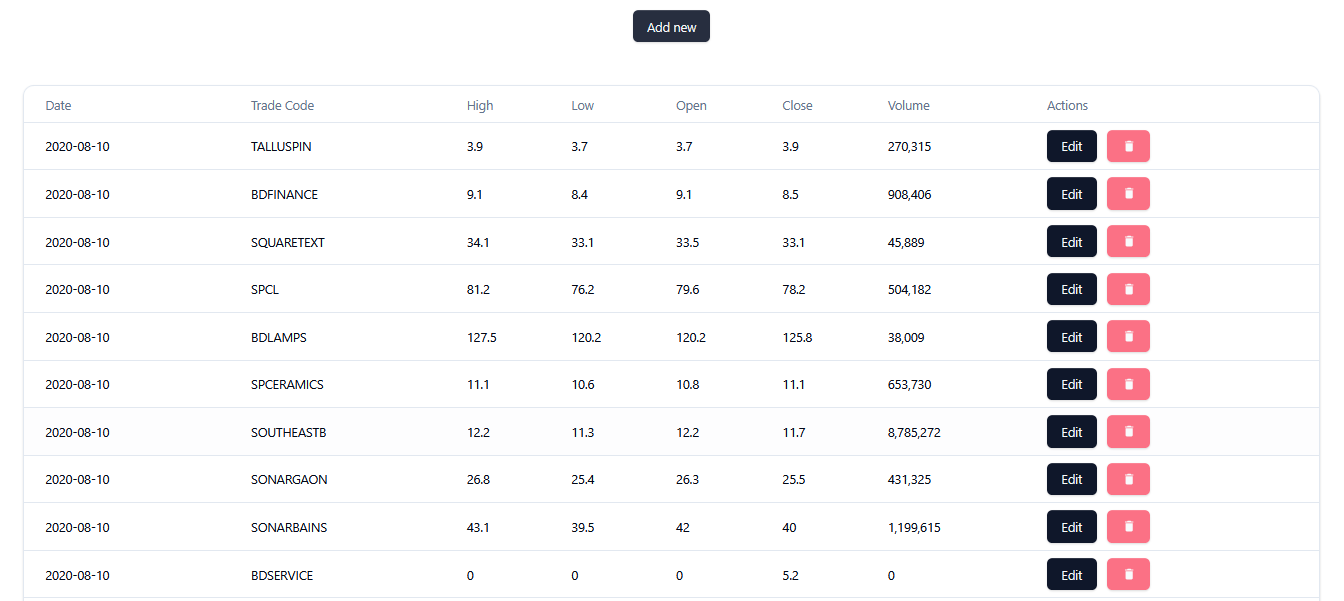 Add new
Date Trade Code High Low Open Close Volume Actions
2020-08-10 TALLUSPIN 3.9 3.7 3.7 3.9 270,315 Edit
2020-08-10 BDFINANCE 9.1 8.4 9.1 8.5 908,406 Edit
2020-08-10 SQUARETEXT 34.1 33.1 33.5 33.1 45,889 Edit
2020-08-10 SPCL 81.2 76.2 79.6 78.2 504,182 Edit
2020-08-10 BDLAMPS 127.5 120.2 120.2 125.8 38,009 Edit
2020-08-10 SPCERAMICS 11.1 10.6 10.8 11.1 653,730 Edit
2020-08-10 SOUTHEASTB 12.2 11.3 12.2 11.7 8,785,272 Edit
2020-08-10 SONARGAON 26.8 25.4 26.3 25.5 431,325 Edit
2020-08-10 SONARBAINS 43.1 39.5 42 40 1,199,615 Edit
2020-08-10 BDSERVICE 0 0 0 5.2 0 Edit